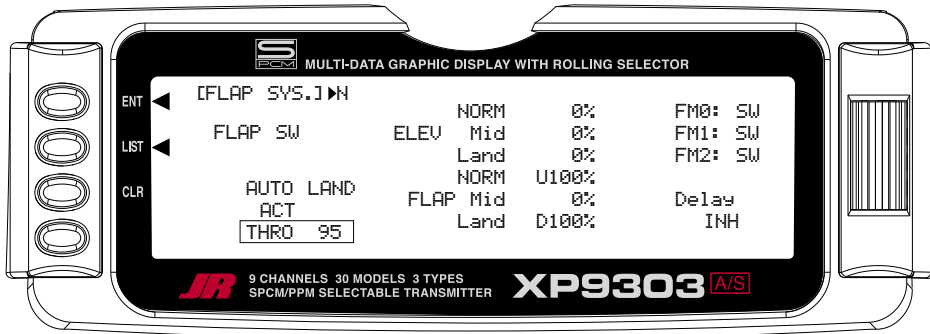 S
PCM MULTI-DATA GRAPHIC DISPLAY WITH ROLLING SELECTOR
ENT
LIST
CLR
[FLAP SYS.]▶N
FLAP SW
AUTO LAND
ACT
THRO 95
NORM 0%
ELEV Mid 0%
Land 0%
NORM U100%
FLAP Mid 0%
Land D100%
FM0: SW
FM1: SW
FM2: SW
Delay
INH
JR 9 CHANNELS 30 MODELS 3 TYPES
SPCM/PPM SELECTABLE TRANSMITTER
XP9303 A/S